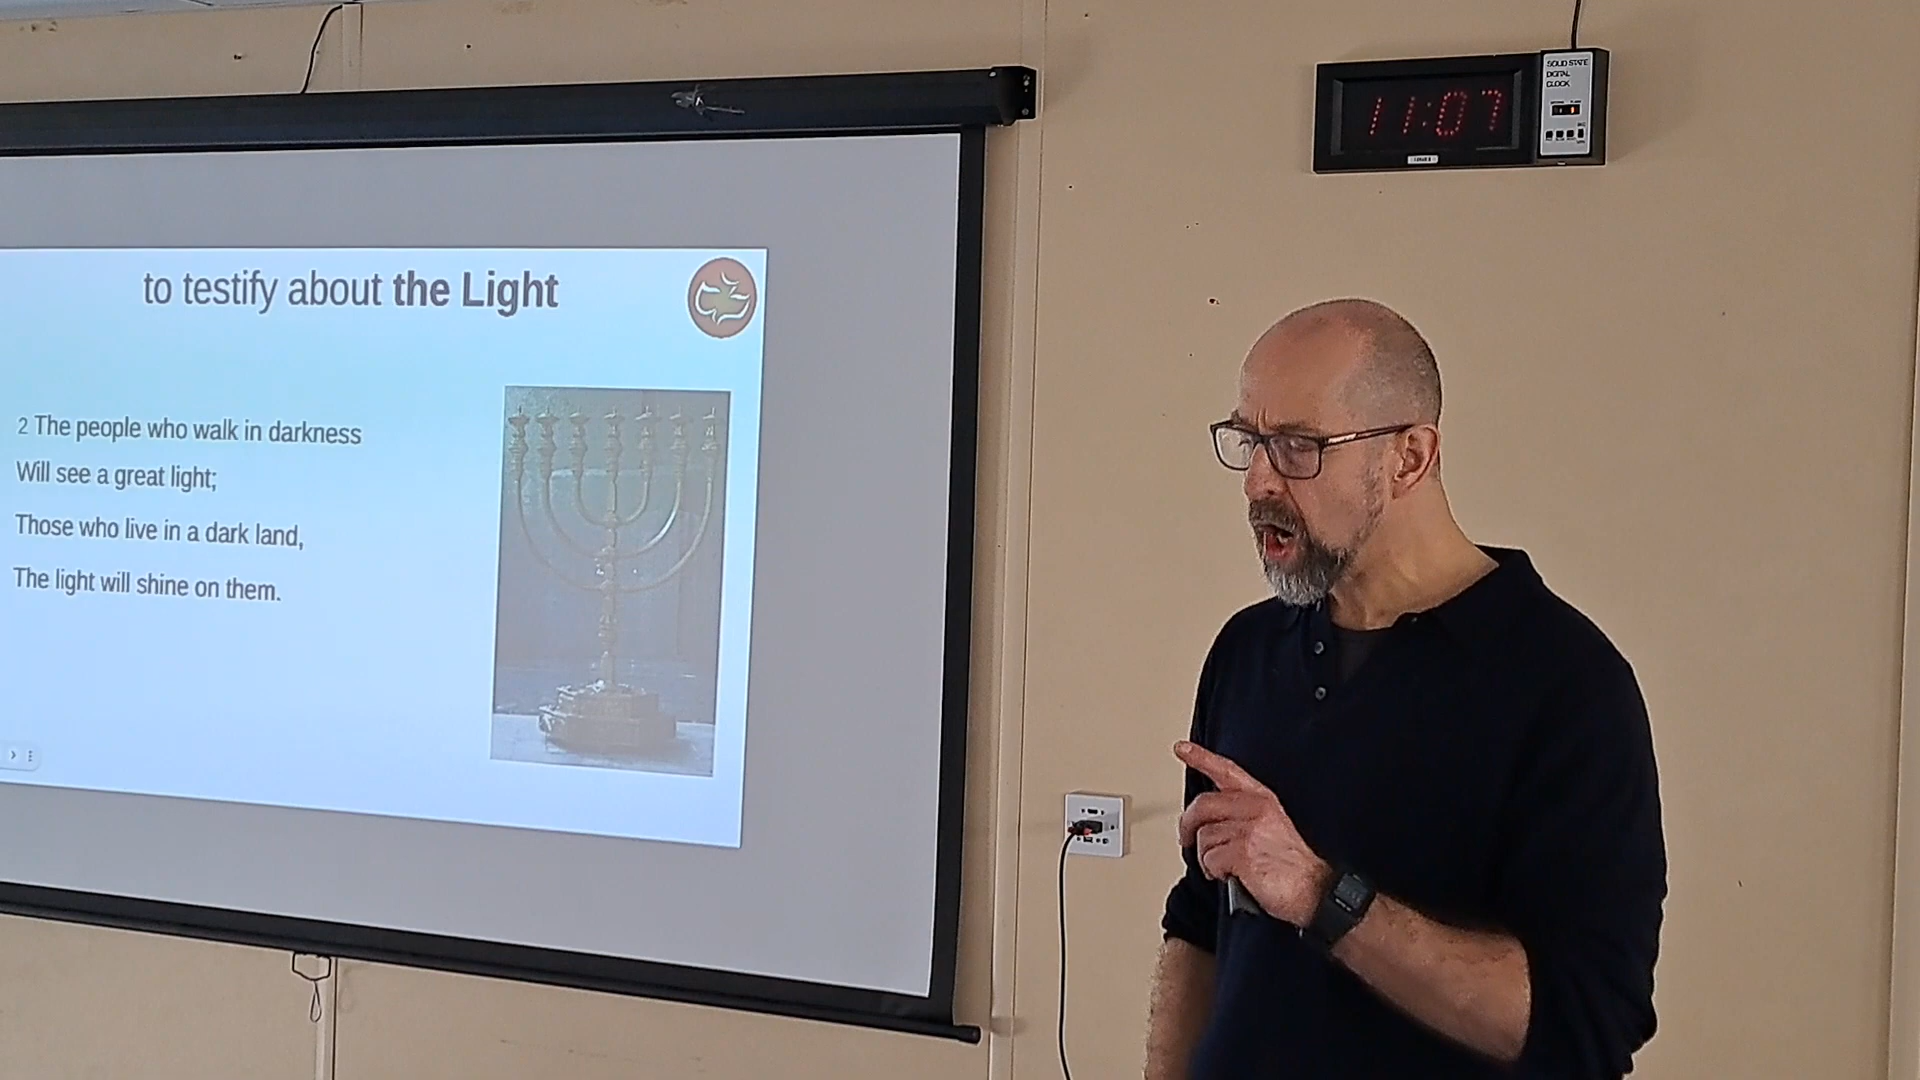 to testify about the Light
2 The people who walk in darkness
Will see a great light;
Those who live in a dark land,
The light will shine on them.
SOLID STATE
DIGITAL
CLOCK
11:07